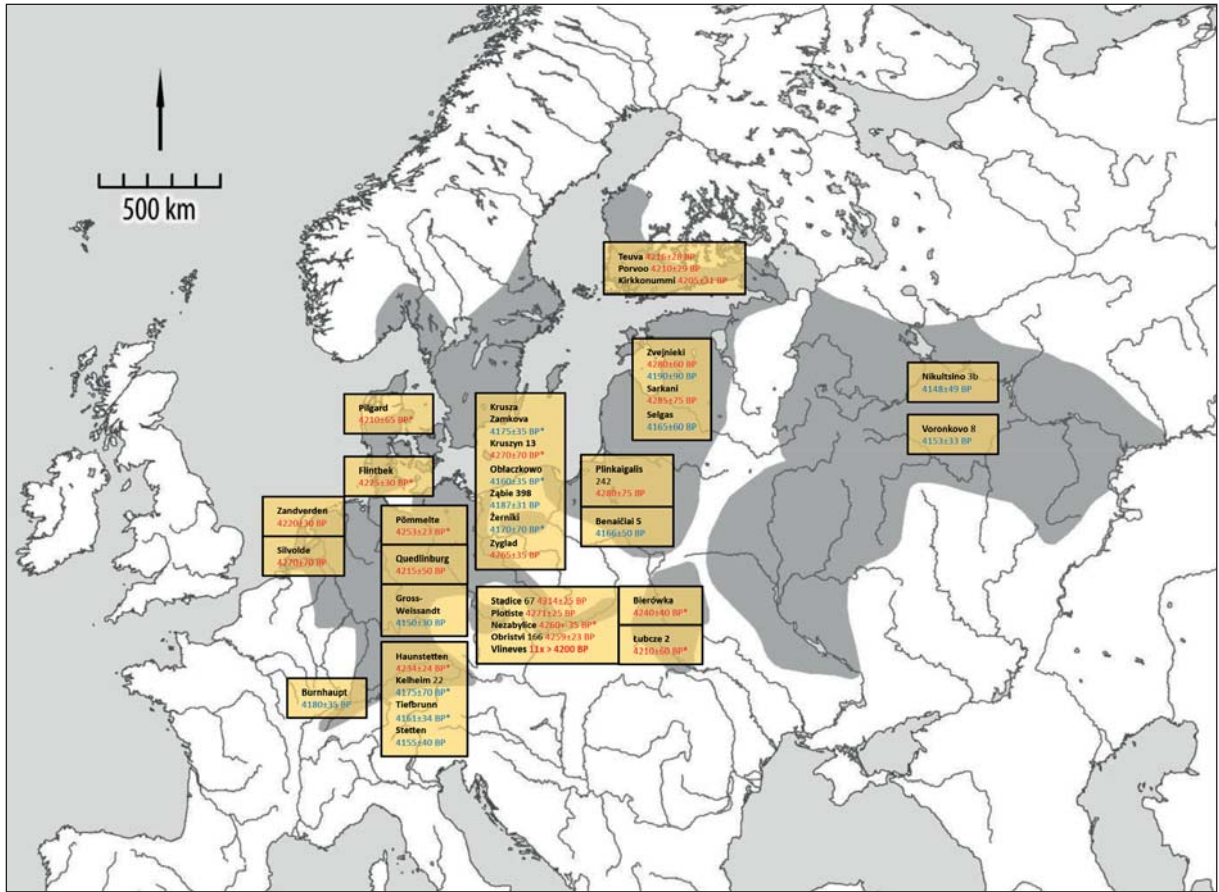 500 km
Teuva 4216±28 BP
Porvoo 4210±29 BP
Kirkkonummi 4205±31 BP
Zvejnieki
4280±60 BP
4190±90 BP
Sarkani
4285±75 BP
Selgas
4165±60 BP
Nikultsino 3b
4148±49 BP
Voronkovo 8
4153±33 BP
Pilgard
4210±65 BP*
Flintbek
4225±30 BP*
Krusza
Zamkova
4175±35 BP*
Kruszyn 13
4270±70 BP*
Obłaczkowo
4160±35 BP*
Ząbie 398
4187±31 BP
Żerniki
4170±70 BP*
Zyglad
4265±35 BP
Plinkaigalis
242
4280±75 BP
Benaičiai 5
4166±50 BP
Zandverden
4220±30 BP
Silvolde
4270±70 BP
Pömmelte
4253±23 BP*
Quedlinburg
4215±50 BP
Gross-
Weissandt
4150±30 BP
Stadice 67 4314±25 BP
Plotiste 4271±25 BP
Nezabylice 4260+-35 BP*
Obristvi 166 4259±23 BP
Vlineves 11x > 4200 BP
Bierówka
4240±40 BP*
Łubcze 2
4210±60 BP*
Haunstetten
4234±24 BP*
Kelheim 22
4175±70 BP*
Tiefbrunn
4161±34 BP*
Stetten
4155±40 BP
Burnhaupt
4180±35 BP